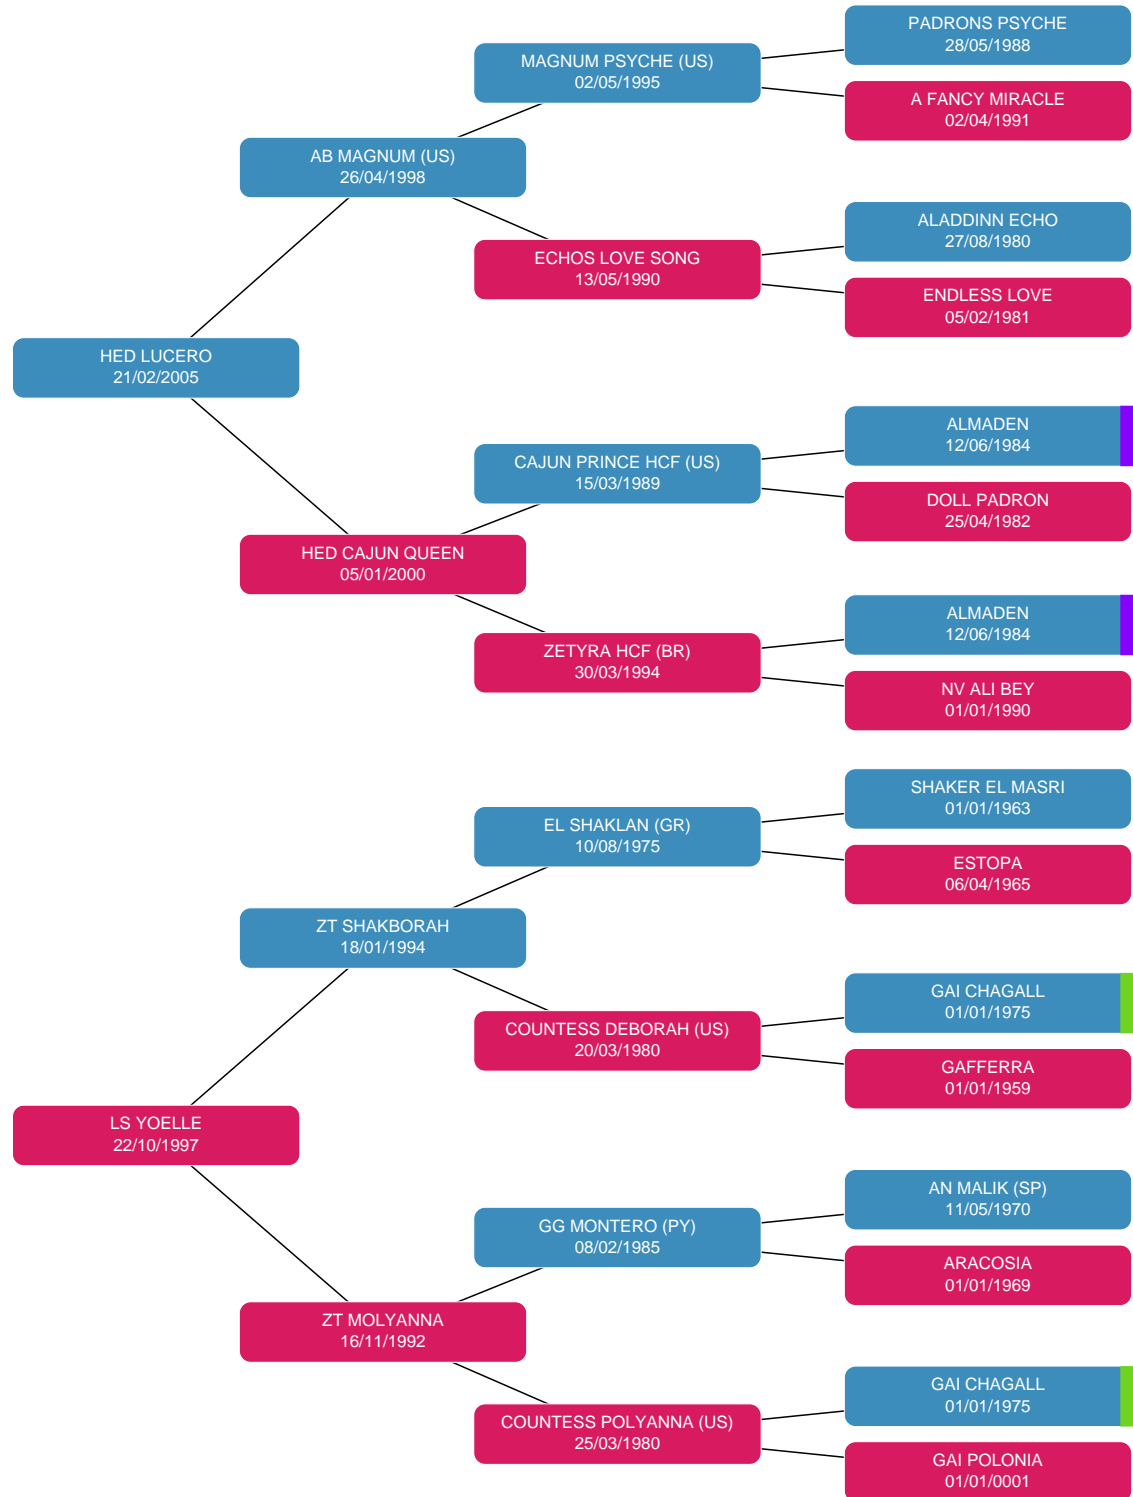 PADRONS PSYCHE
28/05/1988
MAGNUM PSYCHE (US)
02/05/1995
A FANCY MIRACLE
02/04/1991
AB MAGNUM (US)
26/04/1998
ALADDINN ECHO
27/08/1980
ECHOS LOVE SONG
13/05/1990
ENDLESS LOVE
05/02/1981
HED LUCERO
21/02/2005
ALMADEN
12/06/1984
CAJUN PRINCE HCF (US)
15/03/1989
DOLL PADRON
25/04/1982
HED CAJUN QUEEN
05/01/2000
ALMADEN
12/06/1984
ZETYRA HCF (BR)
30/03/1994
NV ALI BEY
01/01/1990
SHAKER EL MASRI
01/01/1963
EL SHAKLAN (GR)
10/08/1975
ESTOPA
06/04/1965
ZT SHAKBORAH
18/01/1994
GAI CHAGALL
01/01/1975
COUNTESS DEBORAH (US)
20/03/1980
GAFFERRA
01/01/1959
LS YOELLE
22/10/1997
AN MALIK (SP)
11/05/1970
GG MONTERO (PY)
08/02/1985
ARACOSIA
01/01/1969
ZT MOLYANNA
16/11/1992
GAI CHAGALL
01/01/1975
COUNTESS POLYANNA (US)
25/03/1980
GAI POLONIA
01/01/0001